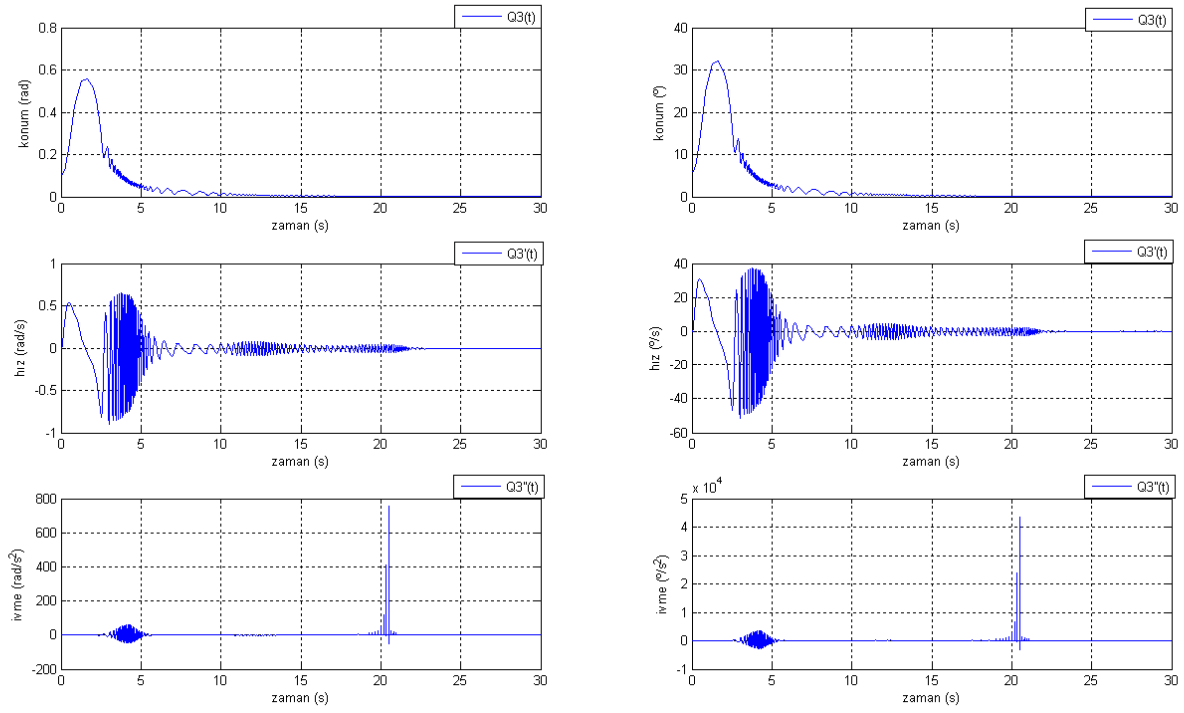 Q3(t)
0.8
0.6
0.4
0.2
0
konum (rad)
0 5 10 15 20 25 30
zaman (s)
Q3(t)
40
30
20
10
0
konum (º)
0 5 10 15 20 25 30
zaman (s)
Q3'(t)
1
0.5
0
-0.5
-1
hız (rad/s)
0 5 10 15 20 25 30
zaman (s)
Q3'(t)
40
20
0
-20
-40
-60
hız (º/s)
0 5 10 15 20 25 30
zaman (s)
Q3''(t)
800
600
400
200
0
-200
ivme (rad/s²)
0 5 10 15 20 25 30
zaman (s)
x 10⁴
Q3''(t)
5
4
3
2
1
0
-1
ivme (º/s²)
0 5 10 15 20 25 30
zaman (s)